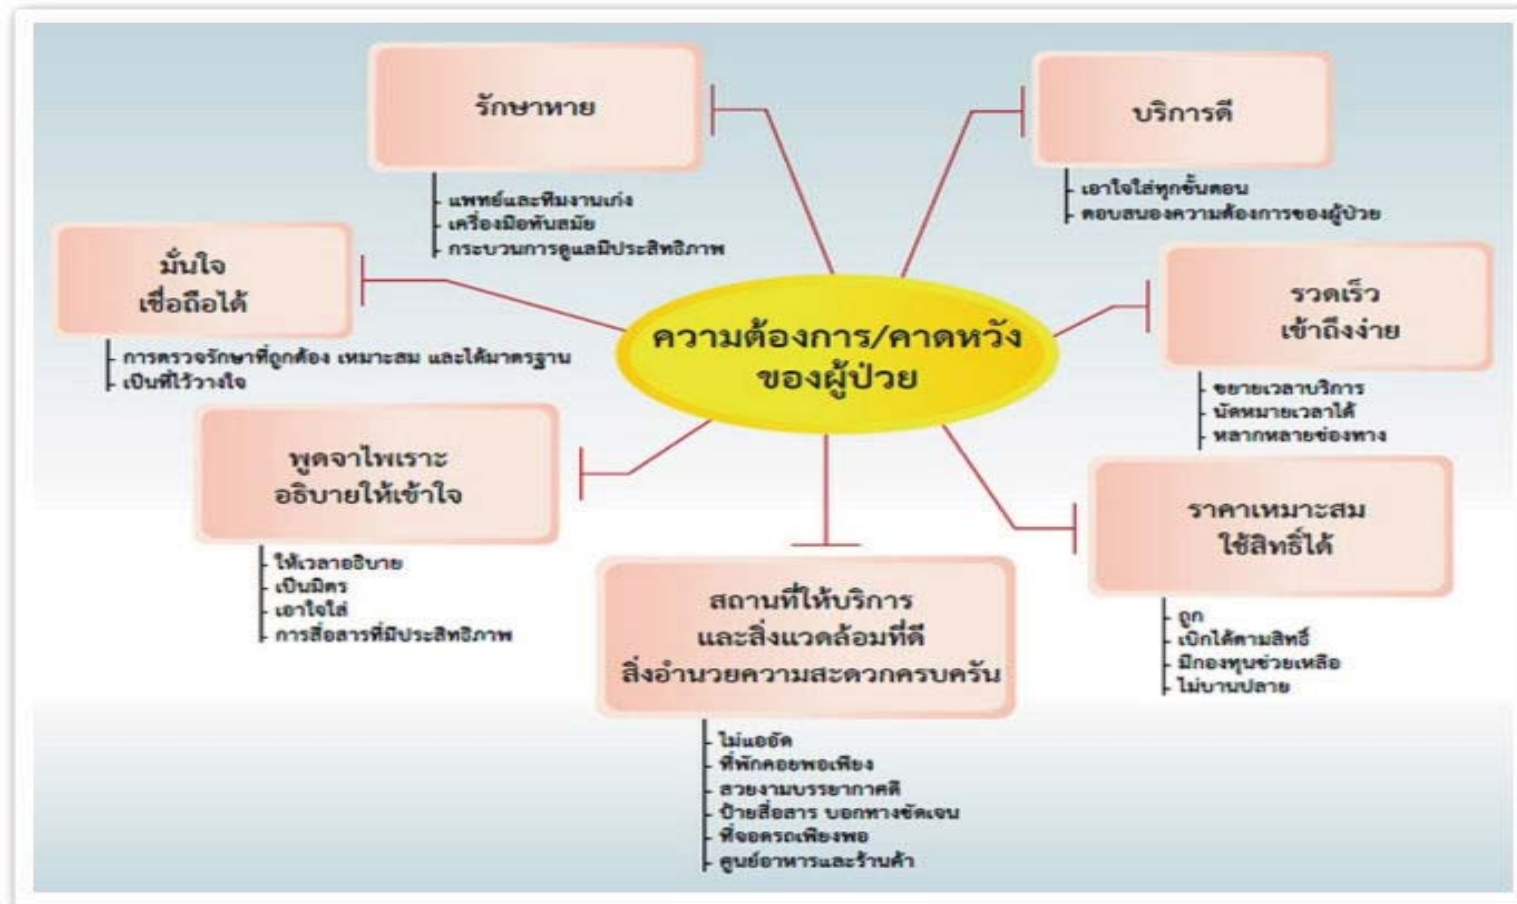 รักษาหาย
- แพทย์และทีมงานเก่ง
- เครื่องมือทันสมัย
- กระบวนการดูแลมีประสิทธิภาพ
บริการดี
- เอาใจใส่ทุกขั้นตอน
- ตอบสนองความต้องการของผู้ป่วย
มั่นใจ
เชื่อถือได้
- การตรวจรักษาที่ถูกต้อง เหมาะสม และได้มาตรฐาน
- เป็นที่ไว้วางใจ
ความต้องการ/คาดหวัง
ของผู้ป่วย
รวดเร็ว
เข้าถึงง่าย
- ขยายเวลาบริการ
- นัดหมายเวลาได้
- หลากหลายช่องทาง
พูดจาไพเราะ
อธิบายให้เข้าใจ
- ให้เวลาอธิบาย
- เป็นมิตร
- เอาใจใส่
- การสื่อสารที่มีประสิทธิภาพ
ราคาเหมาะสม
ใช้สิทธิ์ได้
- ถูก
- เบิกได้ตามสิทธิ์
- มีกองทุนช่วยเหลือ
- ไม่บานปลาย
สถานที่ให้บริการ
และสิ่งแวดล้อมที่ดี
สิ่งอำนวยความสะดวกครบครัน
- ไม่แออัด
- ที่พักคอยพอเพียง
- สวยงามบรรยากาศดี
- ป้ายสื่อสาร บอกทางชัดเจน
- ที่จอดรถเพียงพอ
- ศูนย์อาหารและร้านค้า